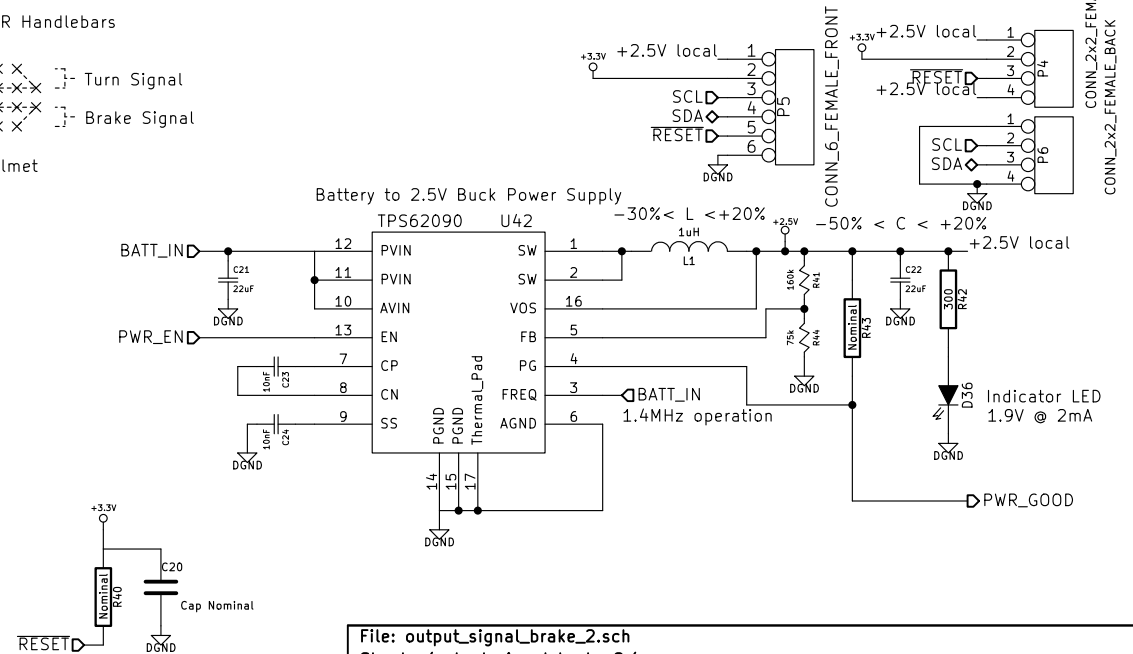 R Handlebars
Turn Signal
Brake Signal
lmet
+3.3V
+2.5V local
1
2
SCL
3
SDA
4
RESET
5
6
DGND
P5
CONN_6_FEMALE_FRONT
+3.3V
+2.5V local
1
2
RESET
3
+2.5V local
4
P4
CONN_2x2_FEM
1
SCL
2
SDA
3
4
DGND
P6
CONN_2x2_FEMALE_BACK
Battery to 2.5V Buck Power Supply
TPS62090 U42
BATT_IN
C21
22uF
DGND
PWR_EN
10nF
C23
10nF
C24
DGND
12 PVIN
11 PVIN
10 AVIN
13 EN
7 CP
8 CN
9 SS
SW 1
SW 2
VOS 16
FB 5
PG 4
FREQ 3
AGND 6
PGND
PGND
Thermal_Pad
14
15
17
DGND
BATT_IN
1.4MHz operation
-30%< L <+20%
1uH
L1
+2.5V
-50% < C < +20%
+2.5V local
160k
R41
75k
R44
DGND
Nominal
R43
C22
22uF
DGND
300
R42
D36
Indicator LED
1.9V @ 2mA
DGND
PWR_GOOD
+3.3V
Nominal
R40
C20
Cap Nominal
RESET
DGND
File: output_signal_brake_2.sch